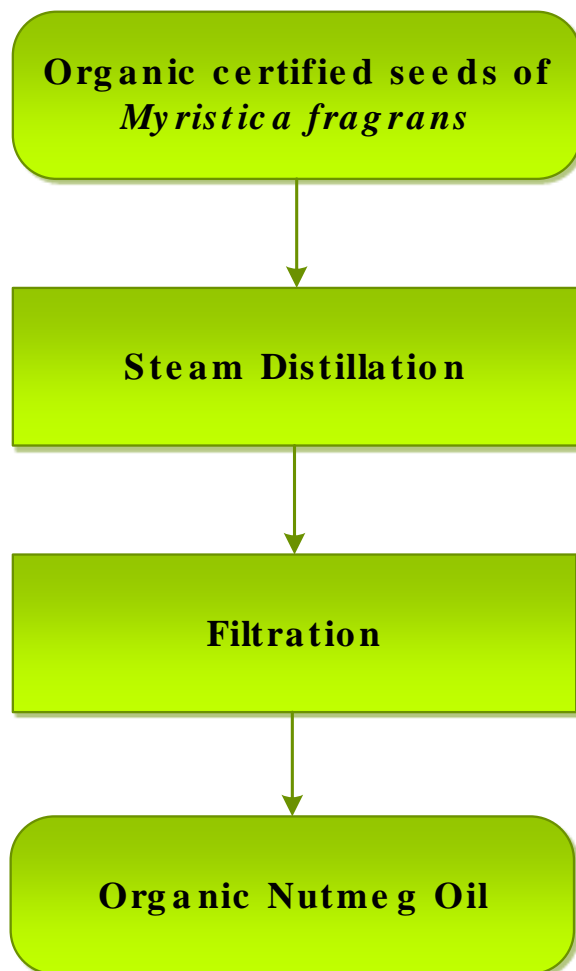 Organic certified seeds of
Myristica fragrans
Steam Distillation
Filtration
Organic Nutmeg Oil